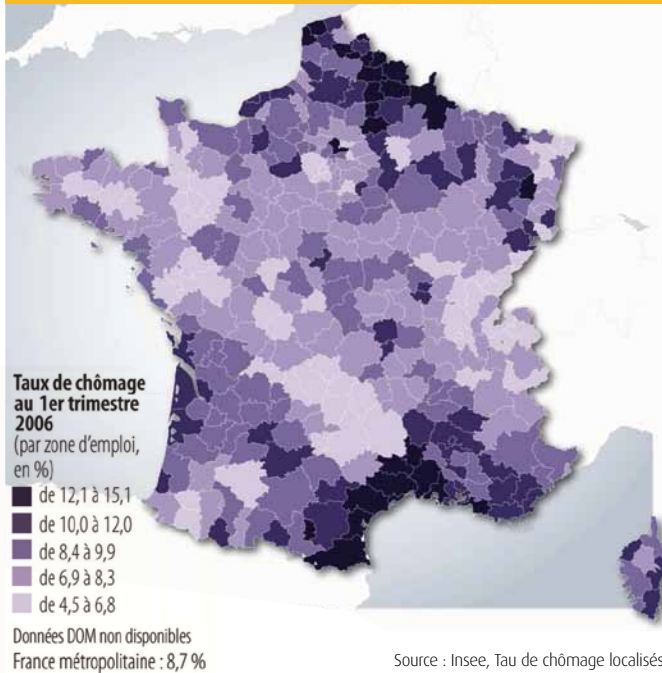 Taux de chômage
au 1er trimestre
2006
(par zone d'emploi,
en %)
de 12,1 à 15,1
de 10,0 à 12,0
de 8,4 à 9,9
de 6,9 à 8,3
de 4,5 à 6,8
Données DOM non disponibles
France métropolitaine : 8,7 %
Source : Insee, Tau de chômage localisés